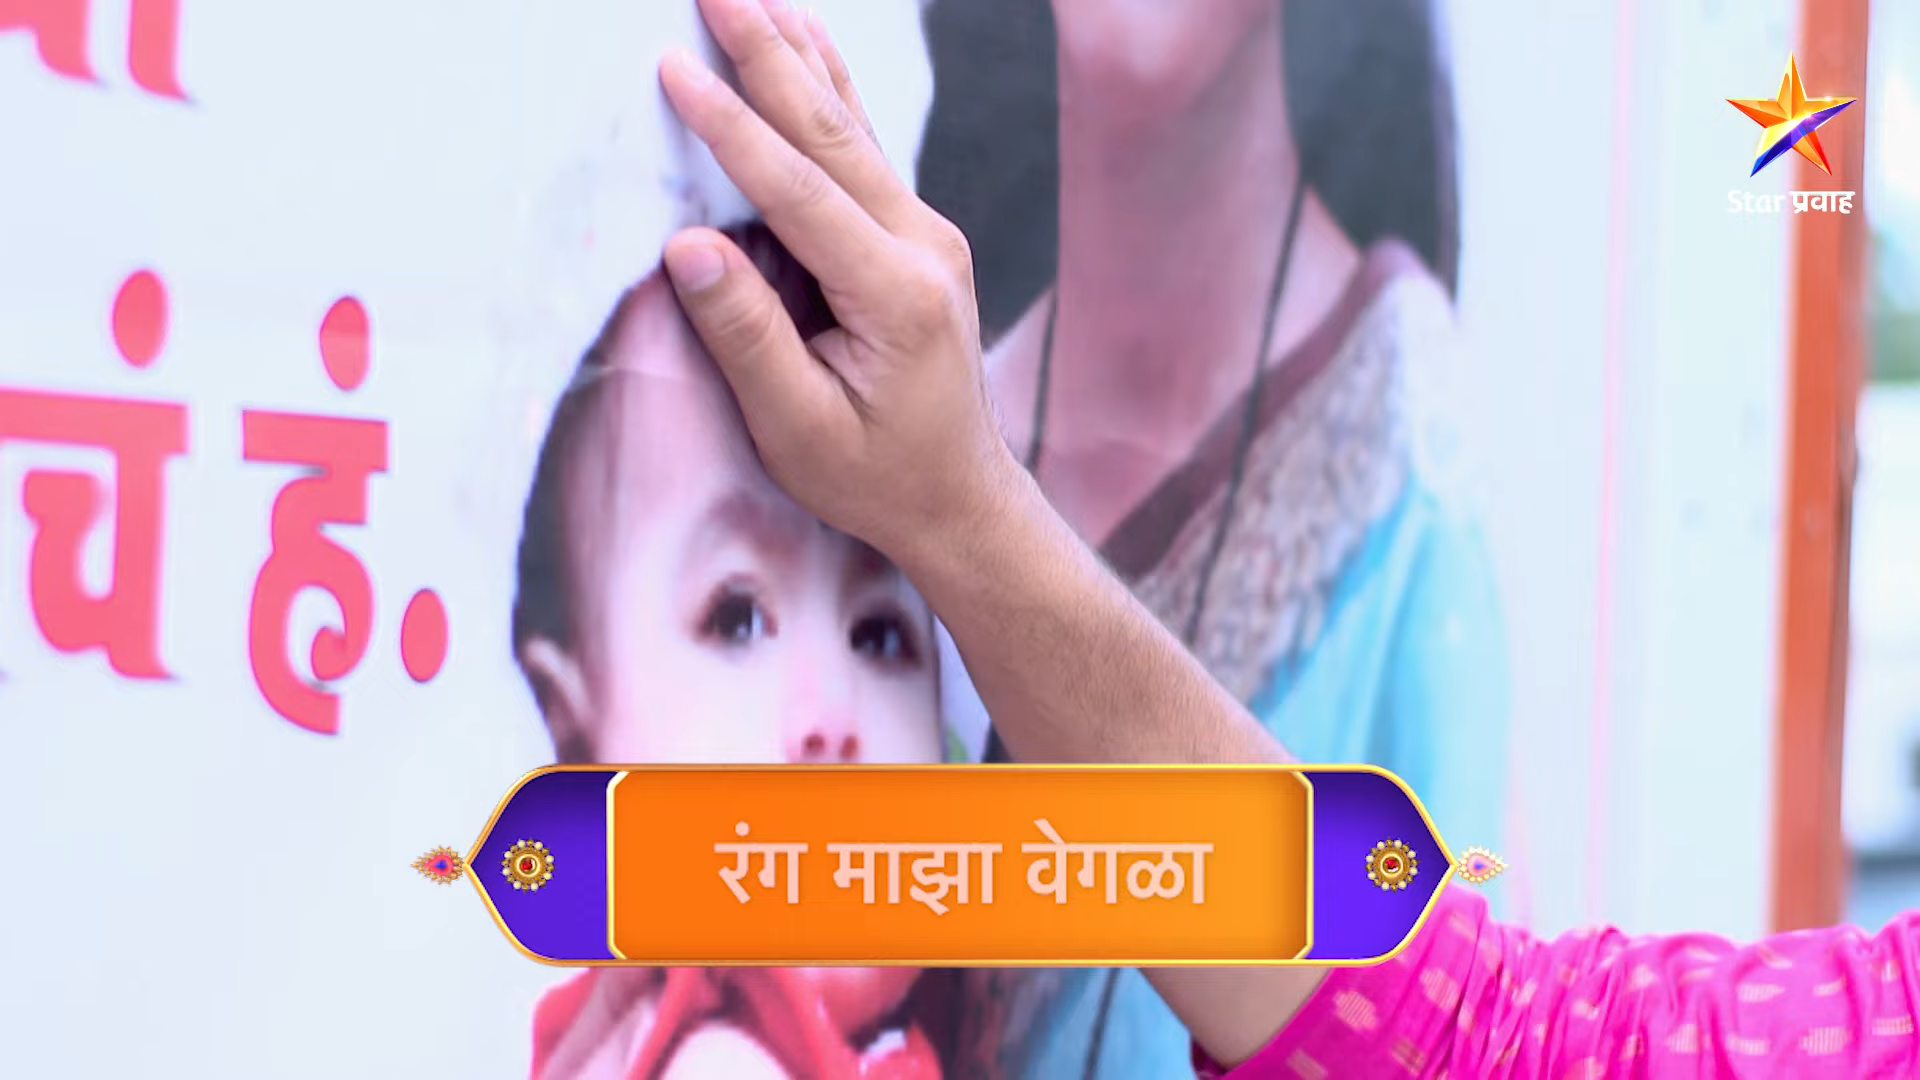 Star प्रवाह
चं हं.
रंग माझा वेगळा